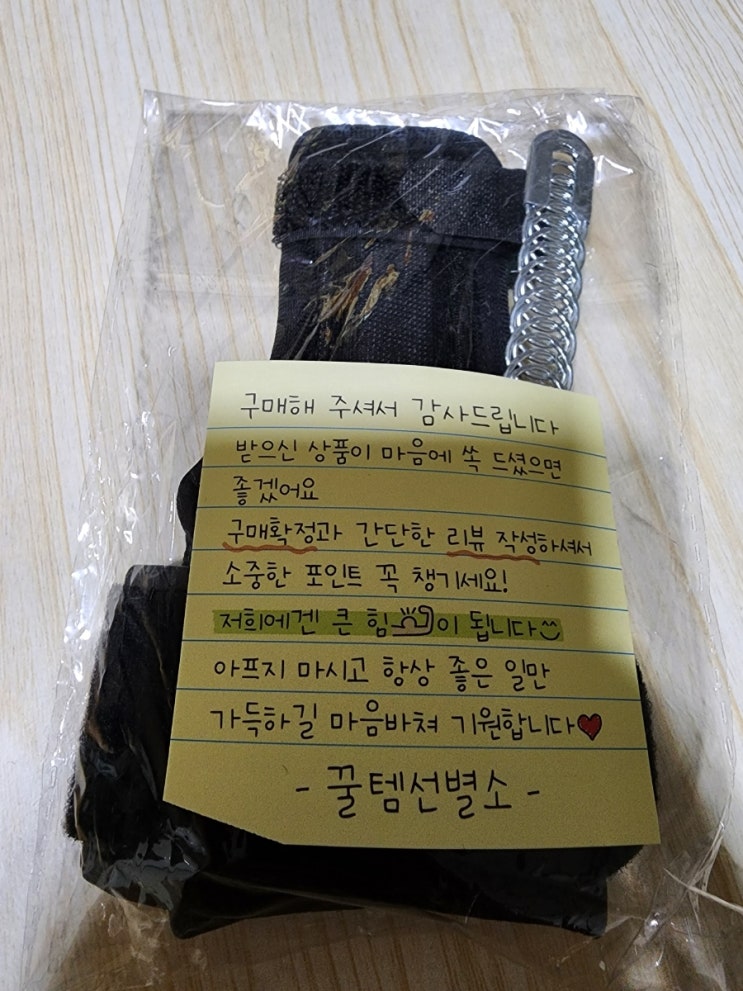 구매해 주셔서 감사드립니다
받으신 상품이 마음에 쏙 드셨으면
좋겠어요
구매확정과 간단한 리뷰 작성하셔서
소중한 포인트 꼭 챙기세요!
저희에겐 큰 힘이 됩니다
아프지 마시고 항상 좋은 일만
가득하길 마음바쳐 기원합니다
- 꿀템선별소 -